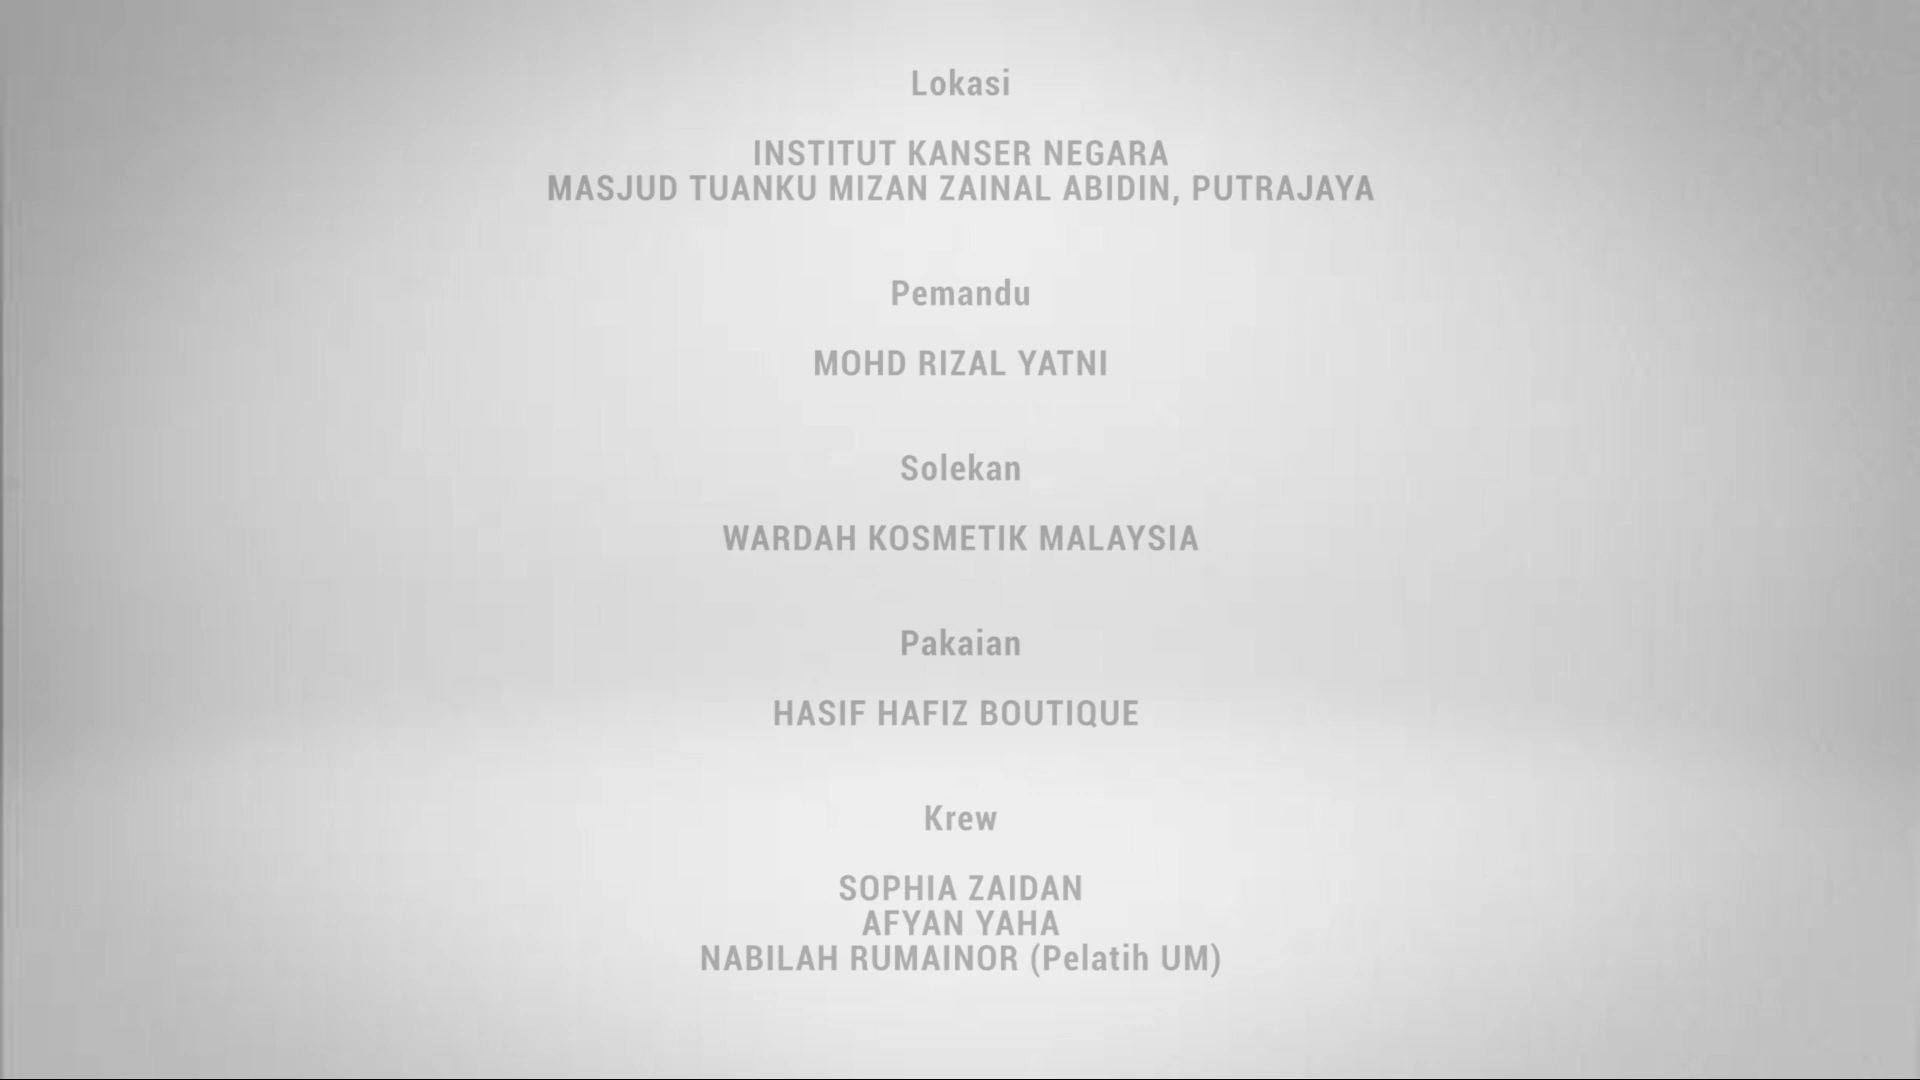 Lokasi
INSTITUT KANSER NEGARA
MASJUD TUANKU MIZAN ZAINAL ABIDIN, PUTRAJAYA
Pemandu
MOHD RIZAL YATNI
Solekan
WARDAH KOSMETIK MALAYSIA
Pakaian
HASIF HAFIZ BOUTIQUE
Krew
SOPHIA ZAIDAN
AFYAN YAHA
NABILAH RUMAINOR (Pelatih UM)